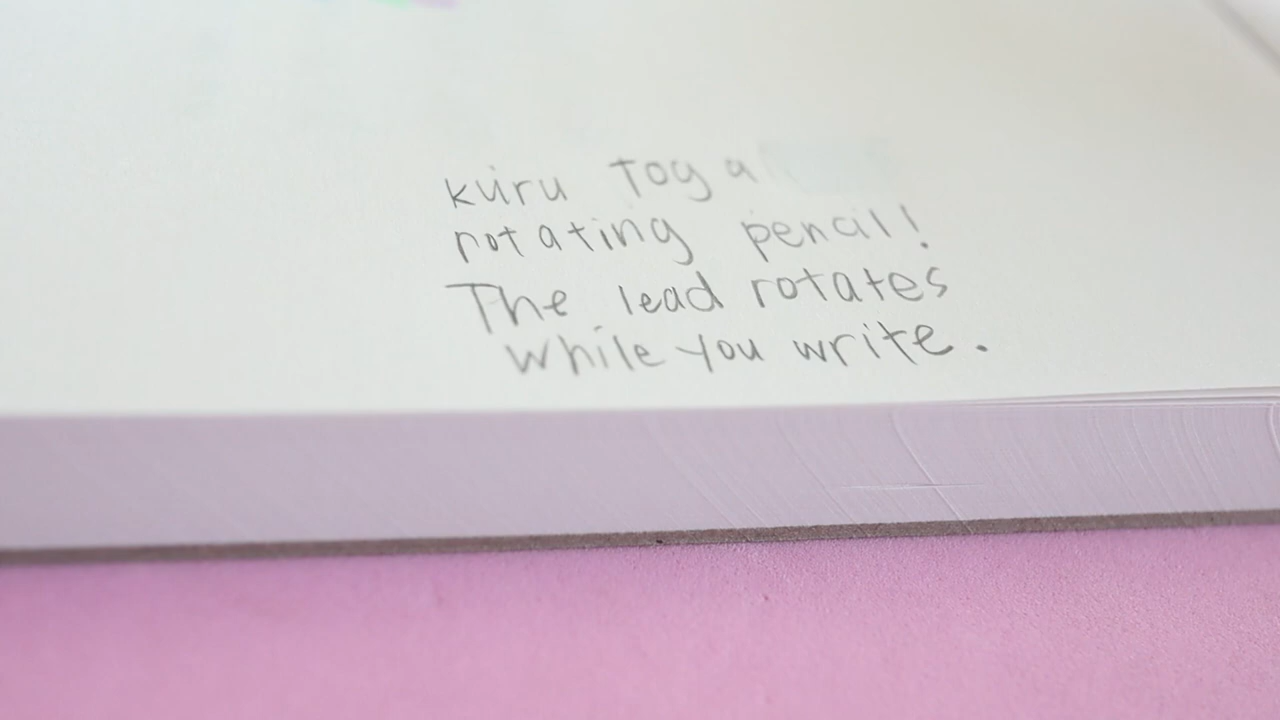 kuru Toga
rotating pencil!
The lead rotates
while you write.